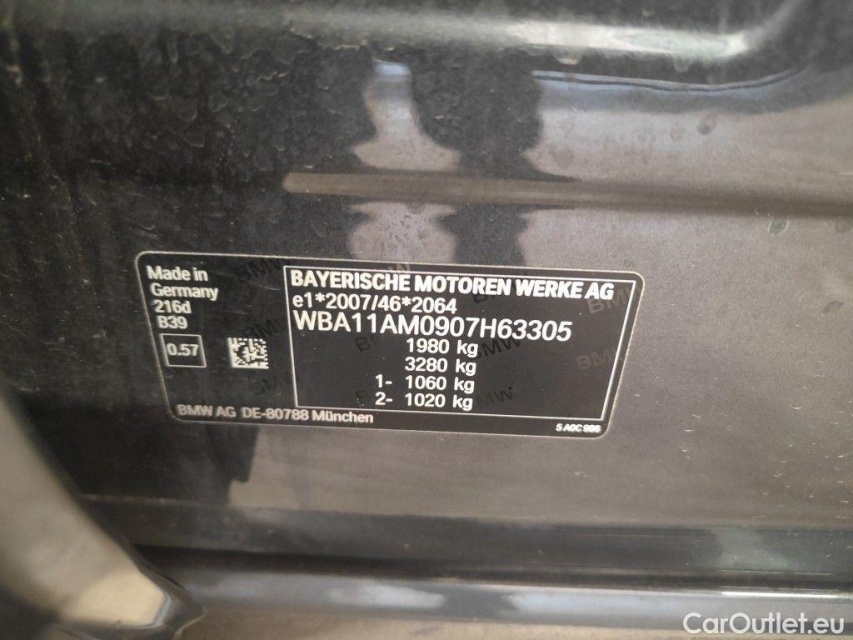 Made in
Germany
216d
B39
0.57
BAYERISCHE MOTOREN WERKE AG
e1*2007/46*2064
WBA11AM0907H63305
1980 kg
3280 kg
1- 1060 kg
2- 1020 kg
BMW AG DE-80788 München
5 A0C 986
CarOutlet.eu